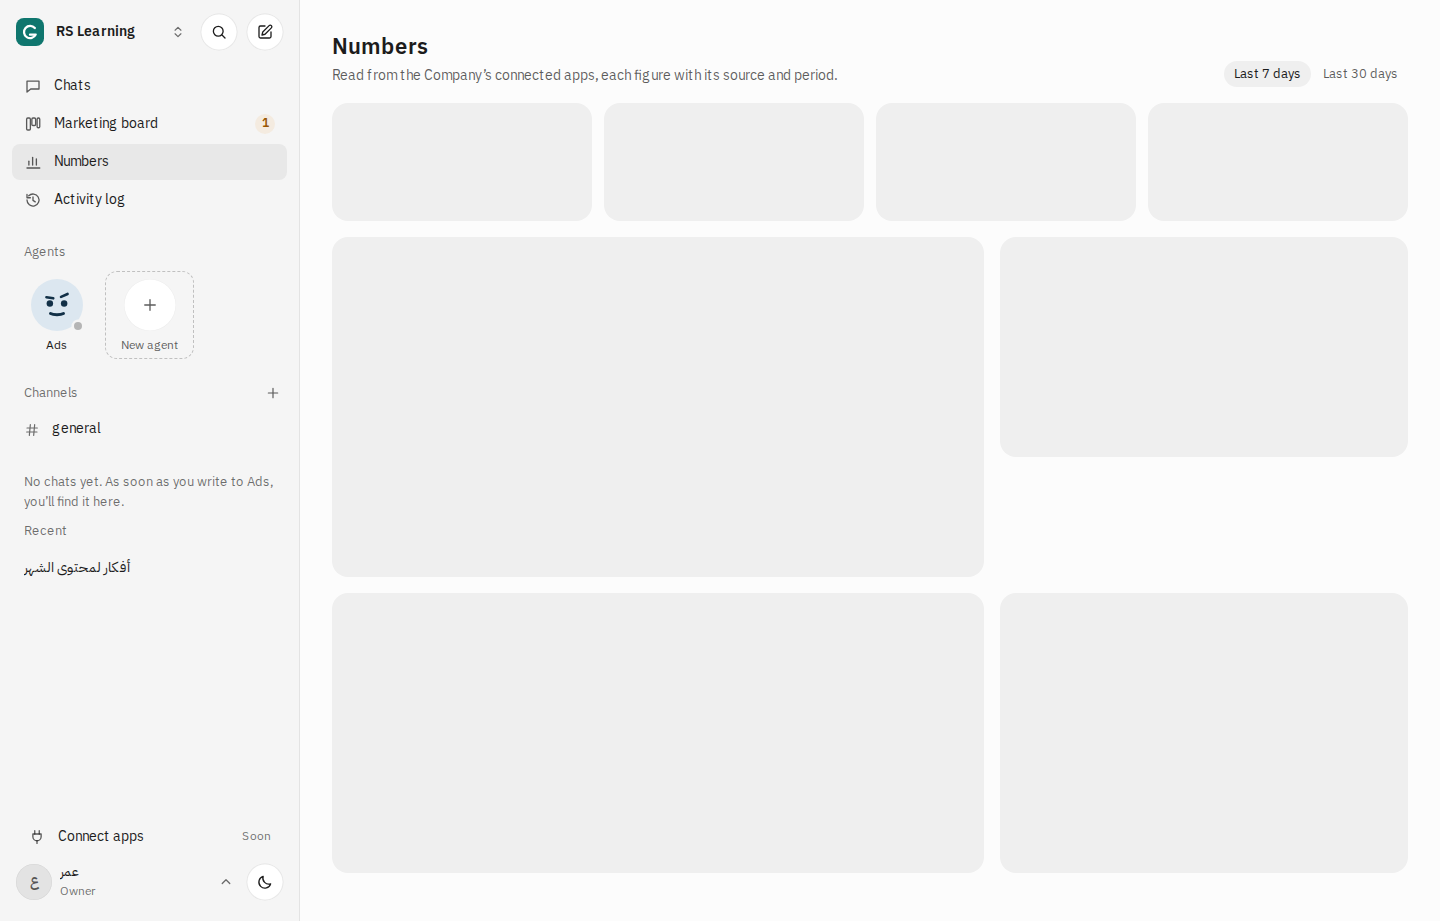 RS Learning
Chats
Marketing board 1
Numbers
Activity log
Agents
Ads
New agent
Channels
general
No chats yet. As soon as you write to Ads,
you'll find it here.
Recent
أفكار لمحتوى الشهر
Connect apps Soon
ع
عمر
Owner
Numbers
Read from the Company's connected apps, each figure with its source and period.
Last 7 days Last 30 days